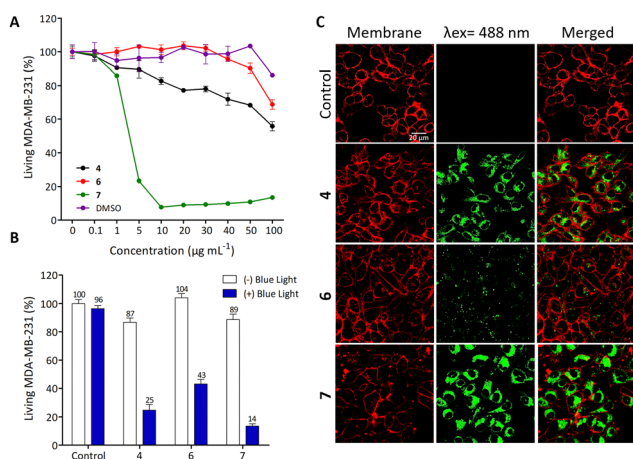 A
Living MDA-MB-231 (%)
120
100
80
60
40
20
0
4
6
7
DMSO
0 0.1 1 5 10 20 30 40 50 100
Concentration (µg mL⁻¹)
B
Living MDA-MB-231 (%)
120
100
80
60
40
20
0
(-) Blue Light
(+) Blue Light
100 96 87 25 104 43 89 14
Control 4 6 7
C
Membrane λex= 488 nm Merged
Control
20 µm
4
6
7